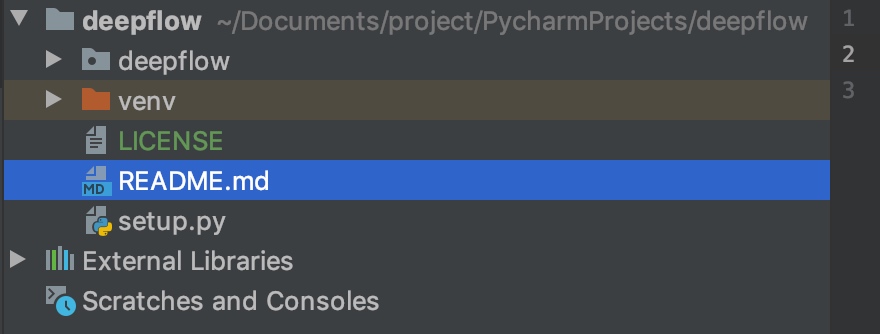 deepflow ~/Documents/project/PycharmProjects/deepflow 1
deepflow 2
venv 3
LICENSE
MD README.md
setup.py
External Libraries
Scratches and Consoles